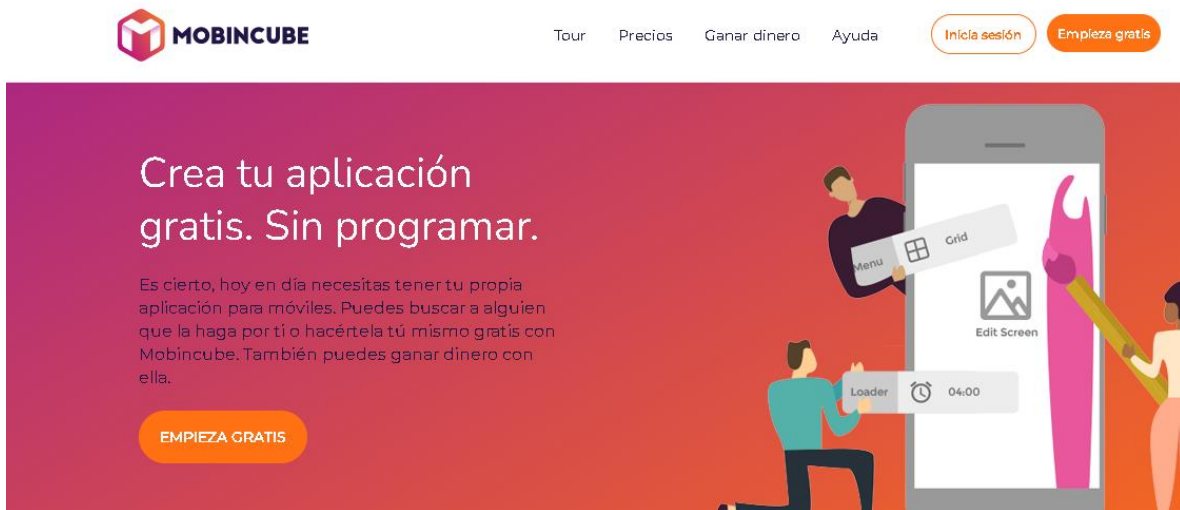 MOBINCUBE
Tour Precios Ganar dinero Ayuda Inicia sesión Empieza gratis
Crea tu aplicación
gratis. Sin programar.
Es cierto, hoy en día necesitas tener tu propia
aplicación para móviles. Puedes buscar a alguien
que la haga por ti o hacértela tú mismo gratis con
Mobincube. También puedes ganar dinero con
ella.
EMPIEZA GRATIS
Menu Grid
Edit Screen
Loader 04:00